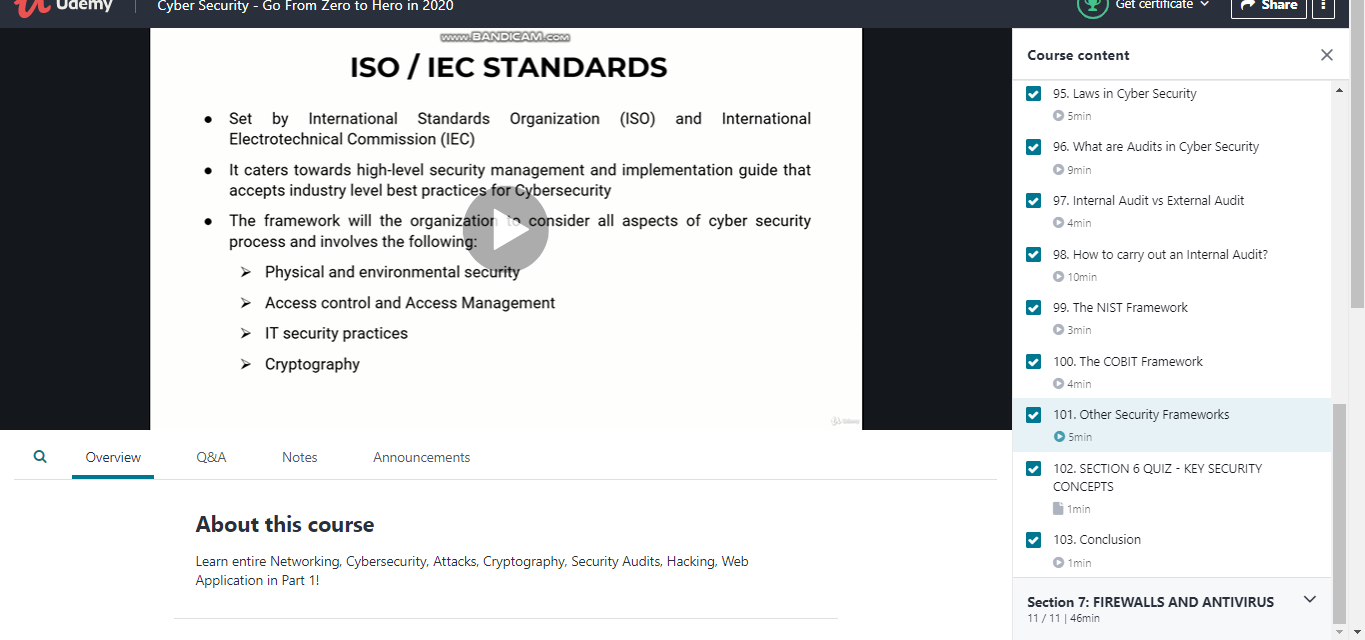 Udemy
Cyber Security - Go From Zero to Hero in 2020
Get certificate
Share
www.BANDICAM.com
ISO / IEC STANDARDS
● Set by International Standards Organization (ISO) and International
Electrotechnical Commission (IEC)
● It caters towards high-level security management and implementation guide that
accepts industry level best practices for Cybersecurity
● The framework will the organization to consider all aspects of cyber security
process and involves the following:
➢ Physical and environmental security
➢ Access control and Access Management
➢ IT security practices
➢ Cryptography
Udemy
Overview
Q&A
Notes
Announcements
About this course
Learn entire Networking, Cybersecurity, Attacks, Cryptography, Security Audits, Hacking, Web
Application in Part 1!
Course content
95. Laws in Cyber Security
5min
96. What are Audits in Cyber Security
9min
97. Internal Audit vs External Audit
4min
98. How to carry out an Internal Audit?
10min
99. The NIST Framework
3min
100. The COBIT Framework
4min
101. Other Security Frameworks
5min
102. SECTION 6 QUIZ - KEY SECURITY
CONCEPTS
1min
103. Conclusion
1min
Section 7: FIREWALLS AND ANTIVIRUS
11 / 11 | 46min